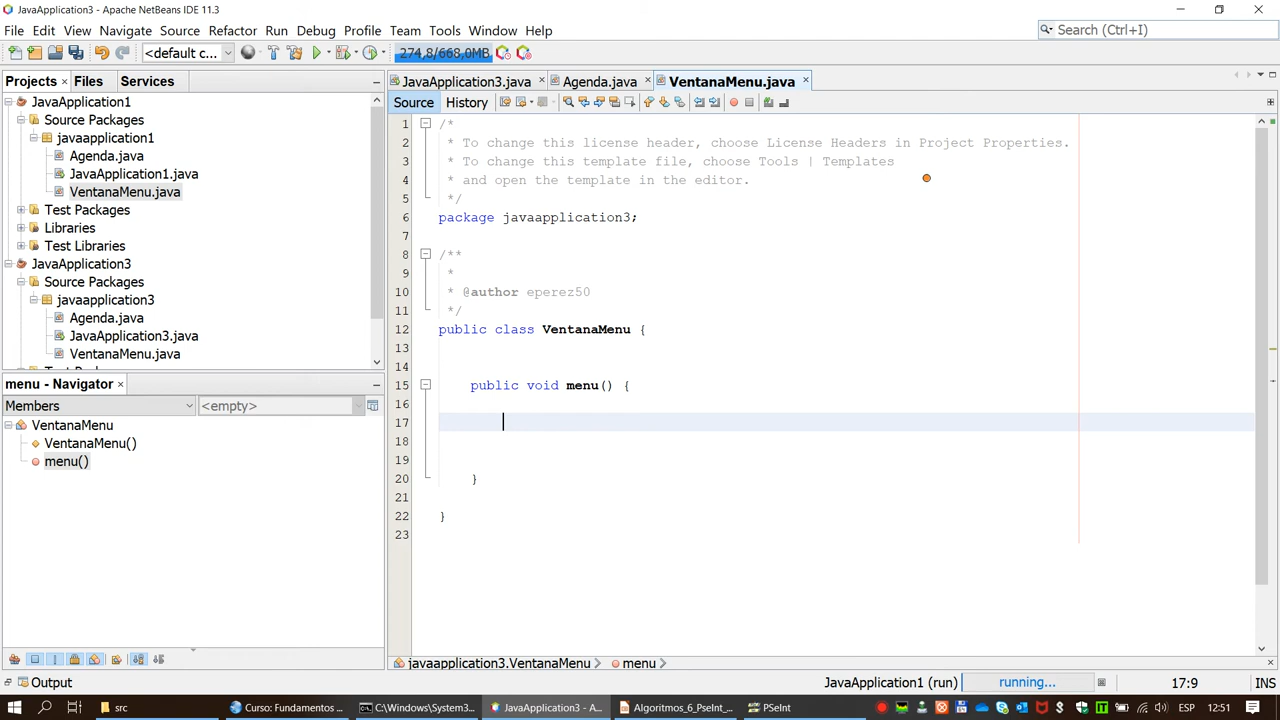 JavaApplication3 - Apache NetBeans IDE 11.3
File Edit View Navigate Source Refactor Run Debug Profile Team Tools Window Help
Search (Ctrl+I)
<default c...
274,8/668,0MB
Projects Files Services
JavaApplication3.java Agenda.java VentanaMenu.java
Source History
JavaApplication1
Source Packages
javaapplication1
Agenda.java
JavaApplication1.java
VentanaMenu.java
Test Packages
Libraries
Test Libraries
JavaApplication3
Source Packages
javaapplication3
Agenda.java
JavaApplication3.java
VentanaMenu.java
menu - Navigator
Members <empty>
VentanaMenu
VentanaMenu()
menu()
1 /*
2 * To change this license header, choose License Headers in Project Properties.
3 * To change this template file, choose Tools | Templates
4 * and open the template in the editor.
5 */
6 package javaapplication3;
7
8 /**
9 *
10 * @author eperez50
11 */
12 public class VentanaMenu {
13
14
15 public void menu() {
16
17
18
19
20 }
21
22 }
23
javaapplication3.VentanaMenu menu
Output
JavaApplication1 (run) running... 17:9 INS
src
Curso: Fundamentos ...
C:\Windows\System3...
JavaApplication3 - A...
Algoritmos_6_PseInt...
PSeInt
ESP 12:51